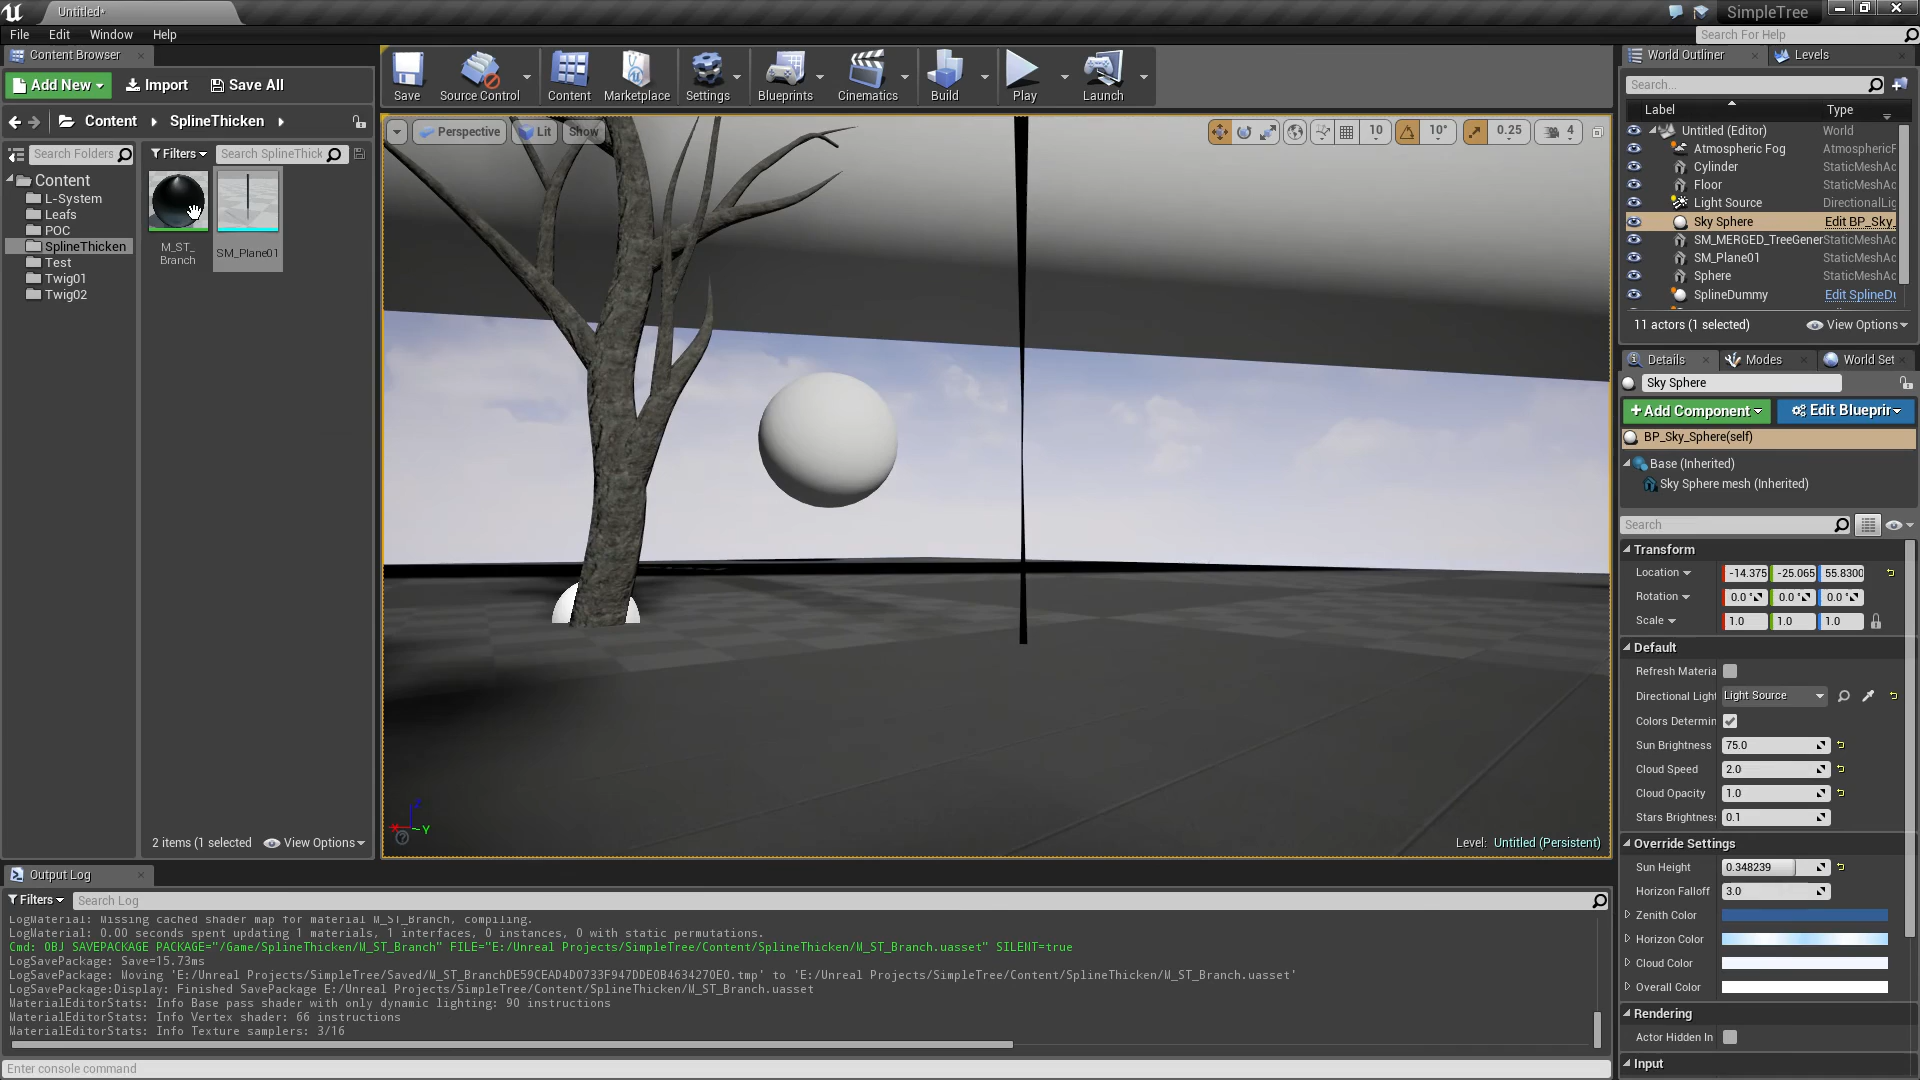 Untitled*
SimpleTree
File Edit Window Help
Search For Help
Content Browser
World Outliner
Levels
Add New
Import
Save All
Save
Source Control
Content
Marketplace
Settings
Blueprints
Cinematics
Build
Play
Launch
Search...
Label
Type
Content
SplineThicken
Search Folders
Filters
Search SplineThick
Perspective
Lit
Show
10
10°
0.25
4
Content
L-System
Leafs
POC
SplineThicken
Test
Twig01
Twig02
M_ST_
Branch
SM_Plane01
Untitled (Editor) World
Atmospheric Fog AtmosphericF
Cylinder StaticMeshAc
Floor StaticMeshAc
Light Source DirectionalLig
Sky Sphere Edit BP_Sky_
SM_MERGED_TreeGener StaticMeshAc
SM_Plane01 StaticMeshAc
Sphere StaticMeshAc
SplineDummy Edit SplineDu
11 actors (1 selected)
View Options
Details
Modes
World Set
Sky Sphere
+Add Component
Edit Blueprir
BP_Sky_Sphere(self)
Base (Inherited)
Sky Sphere mesh (Inherited)
Search
Transform
Location -14.375 -25.065 55.8300
Rotation 0.0 ° 0.0 ° 0.0 °
Scale 1.0 1.0 1.0
Default
Refresh Materia
Directional Light Light Source
Colors Determin
Sun Brightness 75.0
Cloud Speed 2.0
Cloud Opacity 1.0
Stars Brightness 0.1
Override Settings
Sun Height 0.348239
Horizon Falloff 3.0
Zenith Color
Horizon Color
Cloud Color
Overall Color
Rendering
Actor Hidden In
Input
Y
Level: Untitled (Persistent)
2 items (1 selected
View Options
Output Log
Filters
Search Log
LogMaterial: Missing cached shader map for material M_ST_Branch, compiling.
LogMaterial: 0.00 seconds spent updating 1 materials, 1 interfaces, 0 instances, 0 with static permutations.
Cmd: OBJ SAVEPACKAGE PACKAGE="/Game/SplineThicken/M_ST_Branch" FILE="E:/Unreal Projects/SimpleTree/Content/SplineThicken/M_ST_Branch.uasset" SILENT=true
LogSavePackage: Save=15.73ms
LogSavePackage: Moving 'E:/Unreal Projects/SimpleTree/Saved/M_ST_BranchDE59CEAD4D0733F947DDE0B4634270E0.tmp' to 'E:/Unreal Projects/SimpleTree/Content/SplineThicken/M_ST_Branch.uasset'
LogSavePackage:Display: Finished SavePackage E:/Unreal Projects/SimpleTree/Content/SplineThicken/M_ST_Branch.uasset
MaterialEditorStats: Info Base pass shader with only dynamic lighting: 90 instructions
MaterialEditorStats: Info Vertex shader: 66 instructions
MaterialEditorStats: Info Texture samplers: 3/16
Enter console command